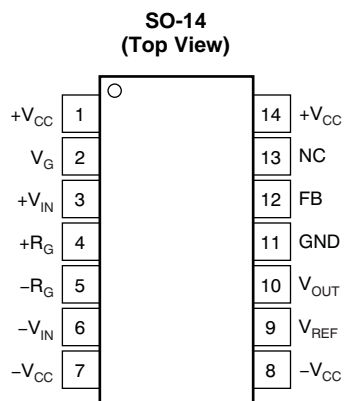 SO-14
(Top View)
+VCC 1 14 +VCC
VG 2 13 NC
+VIN 3 12 FB
+RG 4 11 GND
−RG 5 10 VOUT
−VIN 6 9 VREF
−VCC 7 8 −VCC